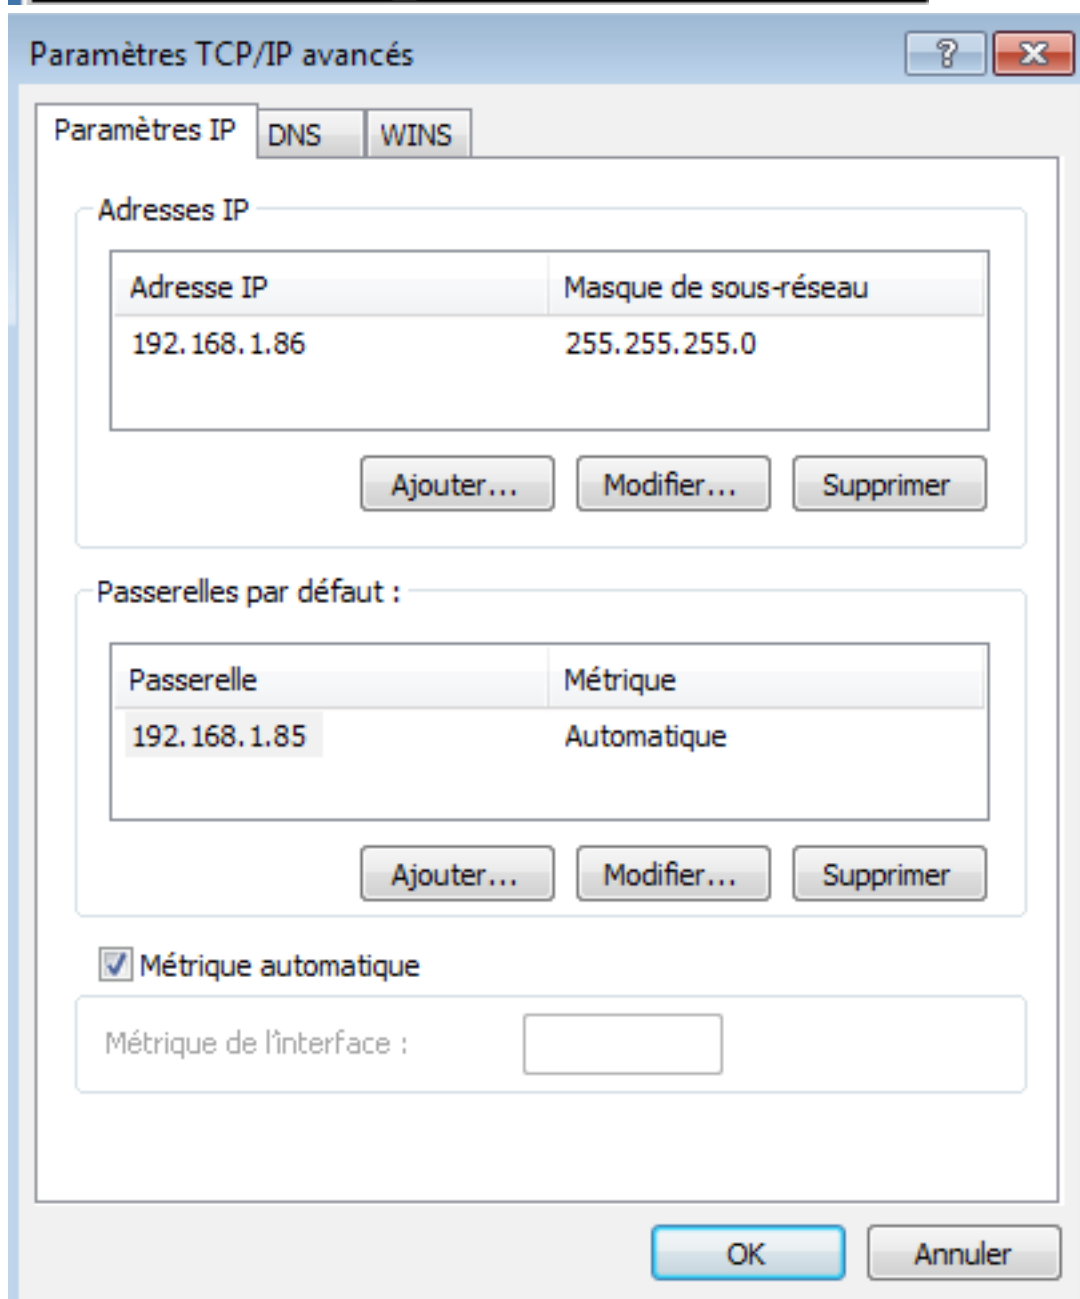 Paramètres TCP/IP avancés
Paramètres IP DNS WINS
Adresses IP
Adresse IP Masque de sous-réseau
192.168.1.86 255.255.255.0
Ajouter... Modifier... Supprimer
Passerelles par défaut :
Passerelle Métrique
192.168.1.85 Automatique
Ajouter... Modifier... Supprimer
Métrique automatique
Métrique de l'interface :
OK Annuler